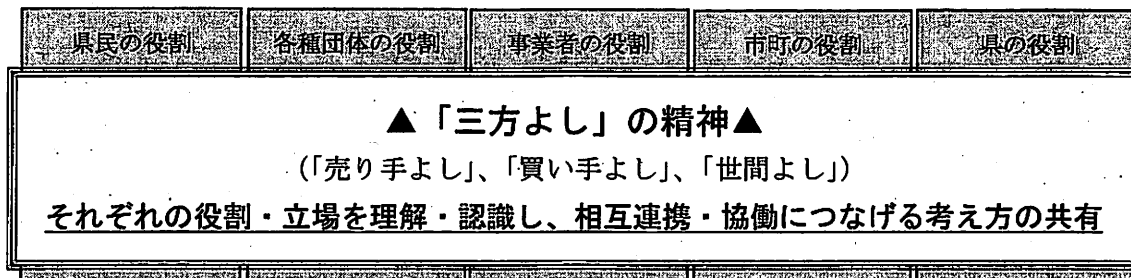 県民の役割 各種団体の役割 事業者の役割 市町の役割 県の役割
▲「三方よし」の精神▲
(「売り手よし」、「買い手よし」、「世間よし」)
それぞれの役割・立場を理解・認識し、相互連携・協働につなげる考え方の共有